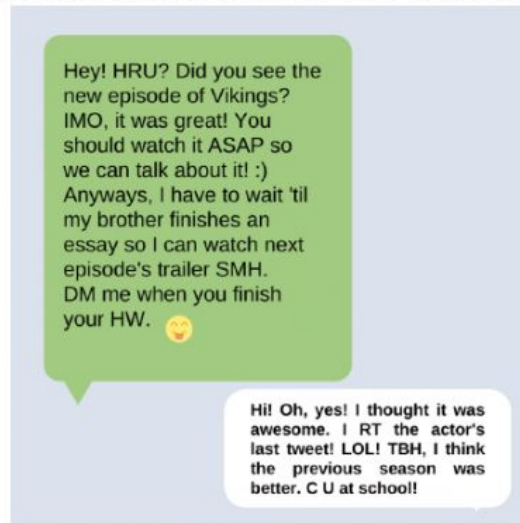 Hey! HRU? Did you see the
new episode of Vikings?
IMO, it was great! You
should watch it ASAP so
we can talk about it! :)
Anyways, I have to wait 'til
my brother finishes an
essay so I can watch next
episode's trailer SMH.
DM me when you finish
your HW.
Hi! Oh, yes! I thought it was
awesome. I RT the actor's
last tweet! LOL! TBH, I think
the previous season was
better. C U at school!